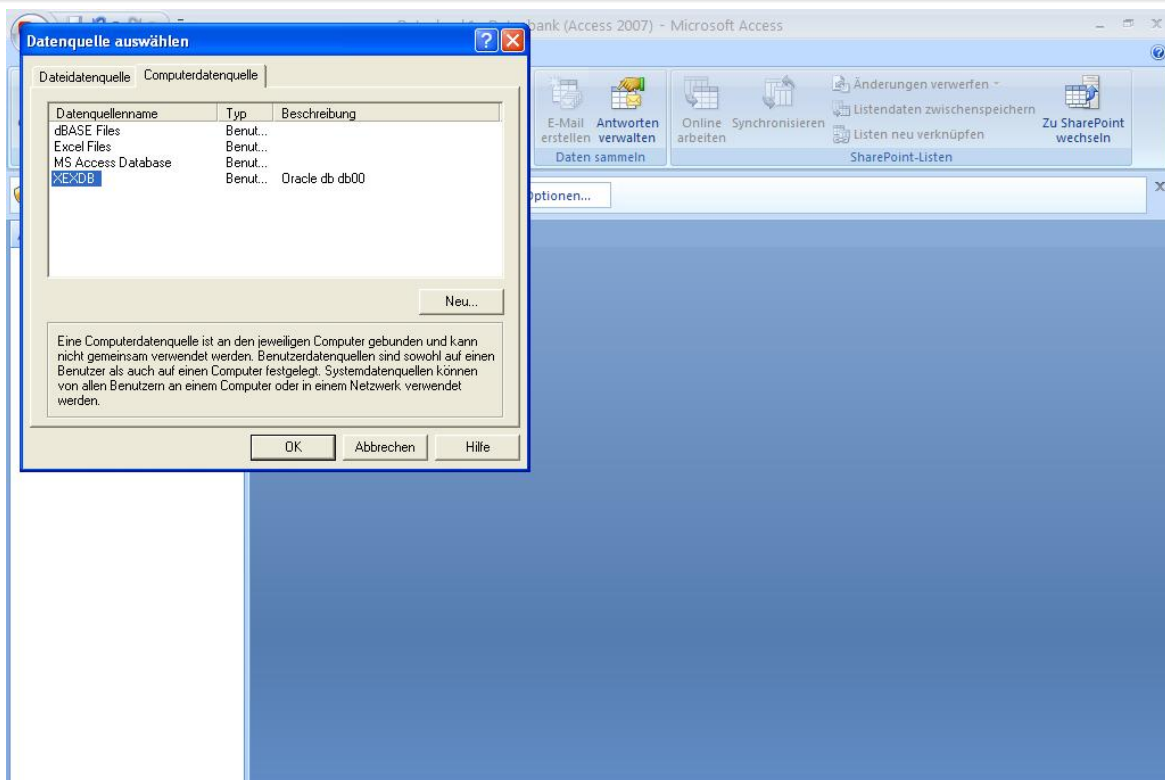 bank (Access 2007) - Microsoft Access
Datenquelle auswählen
Dateidatenquelle Computerdatenquelle
Datenquellenname Typ Beschreibung
dBASE Files Benut...
Excel Files Benut...
MS Access Database Benut...
XEXDB Benut... Oracle db db00
Neu...
Eine Computerdatenquelle ist an den jeweiligen Computer gebunden und kann
nicht gemeinsam verwendet werden. Benutzerdatenquellen sind sowohl auf einen
Benutzer als auch auf einen Computer festgelegt. Systemdatenquellen können
von allen Benutzern an einem Computer oder in einem Netzwerk verwendet
werden.
OK Abbrechen Hilfe
E-Mail erstellen
Antworten verwalten
Daten sammeln
Online arbeiten
Synchronisieren
Änderungen verwerfen
Listendaten zwischenspeichern
Listen neu verknüpfen
Zu SharePoint
wechseln
SharePoint-Listen
Optionen...